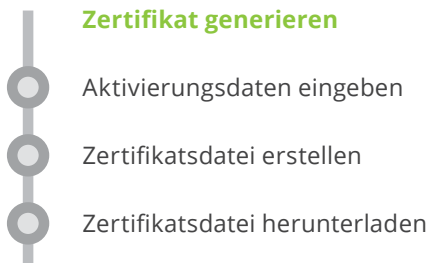 Zertifikat generieren
Aktivierungsdaten eingeben
Zertifikatsdatei erstellen
Zertifikatsdatei herunterladen